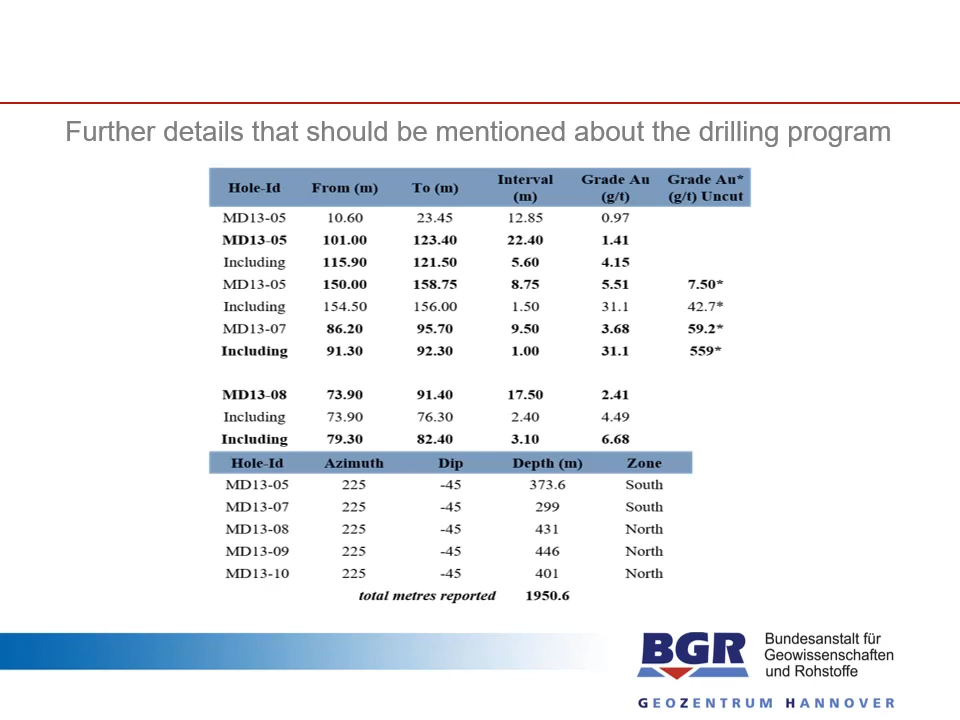 Further details that should be mentioned about the drilling program
Hole-Id From (m) To (m) Interval (m) Grade Au (g/t) Grade Au* (g/t) Uncut
MD13-05 10.60 23.45 12.85 0.97
MD13-05 101.00 123.40 22.40 1.41
Including 115.90 121.50 5.60 4.15
MD13-05 150.00 158.75 8.75 5.51 7.50*
Including 154.50 156.00 1.50 31.1 42.7*
MD13-07 86.20 95.70 9.50 3.68 59.2*
Including 91.30 92.30 1.00 31.1 559*
MD13-08 73.90 91.40 17.50 2.41
Including 73.90 76.30 2.40 4.49
Including 79.30 82.40 3.10 6.68
Hole-Id Azimuth Dip Depth (m) Zone
MD13-05 225 -45 373.6 South
MD13-07 225 -45 299 South
MD13-08 225 -45 431 North
MD13-09 225 -45 446 North
MD13-10 225 -45 401 North
total metres reported 1950.6
BGR
Bundesanstalt für
Geowissenschaften
und Rohstoffe
GEOZENTRUM HANNOVER